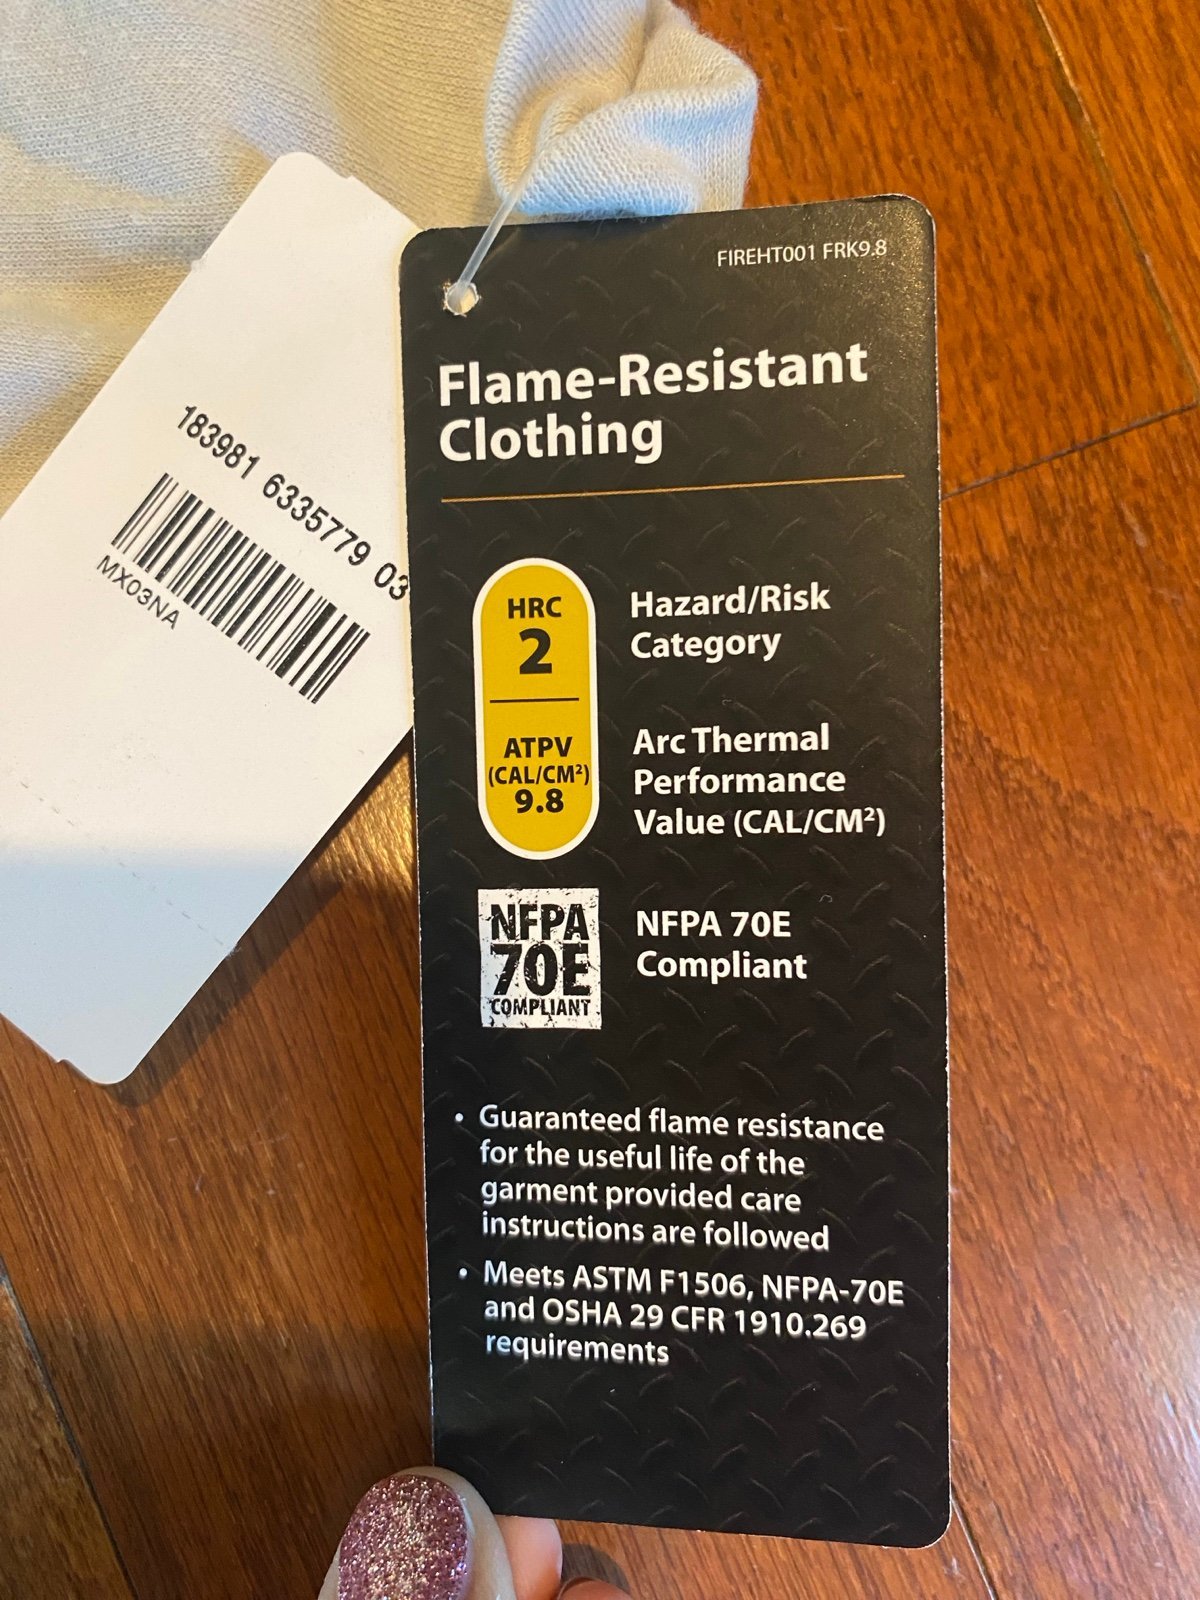 183981 6335779 03
MX03NA
FIREHT001 FRK9.8
Flame-Resistant
Clothing
HRC
2
Hazard/Risk
Category
ATPV
(CAL/CM²)
9.8
Arc Thermal
Performance
Value (CAL/CM²)
NFPA
70E
COMPLIANT
NFPA 70E
Compliant
• Guaranteed flame resistance
for the useful life of the
garment provided care
instructions are followed
• Meets ASTM F1506, NFPA-70E
and OSHA 29 CFR 1910.269
requirements